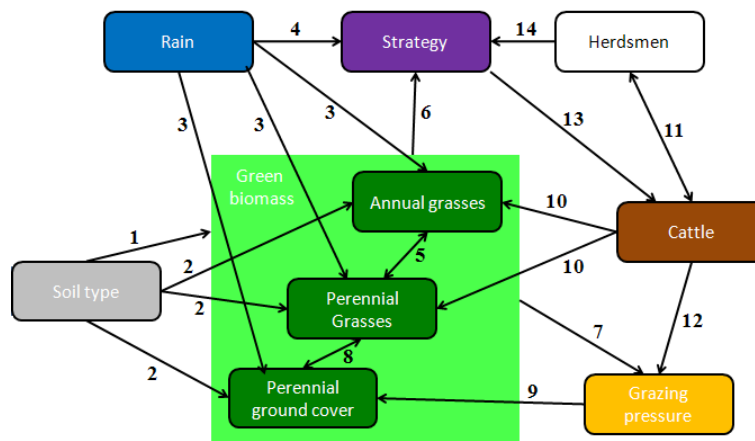 Rain
4
Strategy
14
Herdsmen
3
3
3
6
13
11
Green
biomass
Annual grasses
10
Cattle
1
2
5
Soil type
2
Perennial
Grasses
10
7
12
2
8
Perennial
ground cover
9
Grazing
pressure